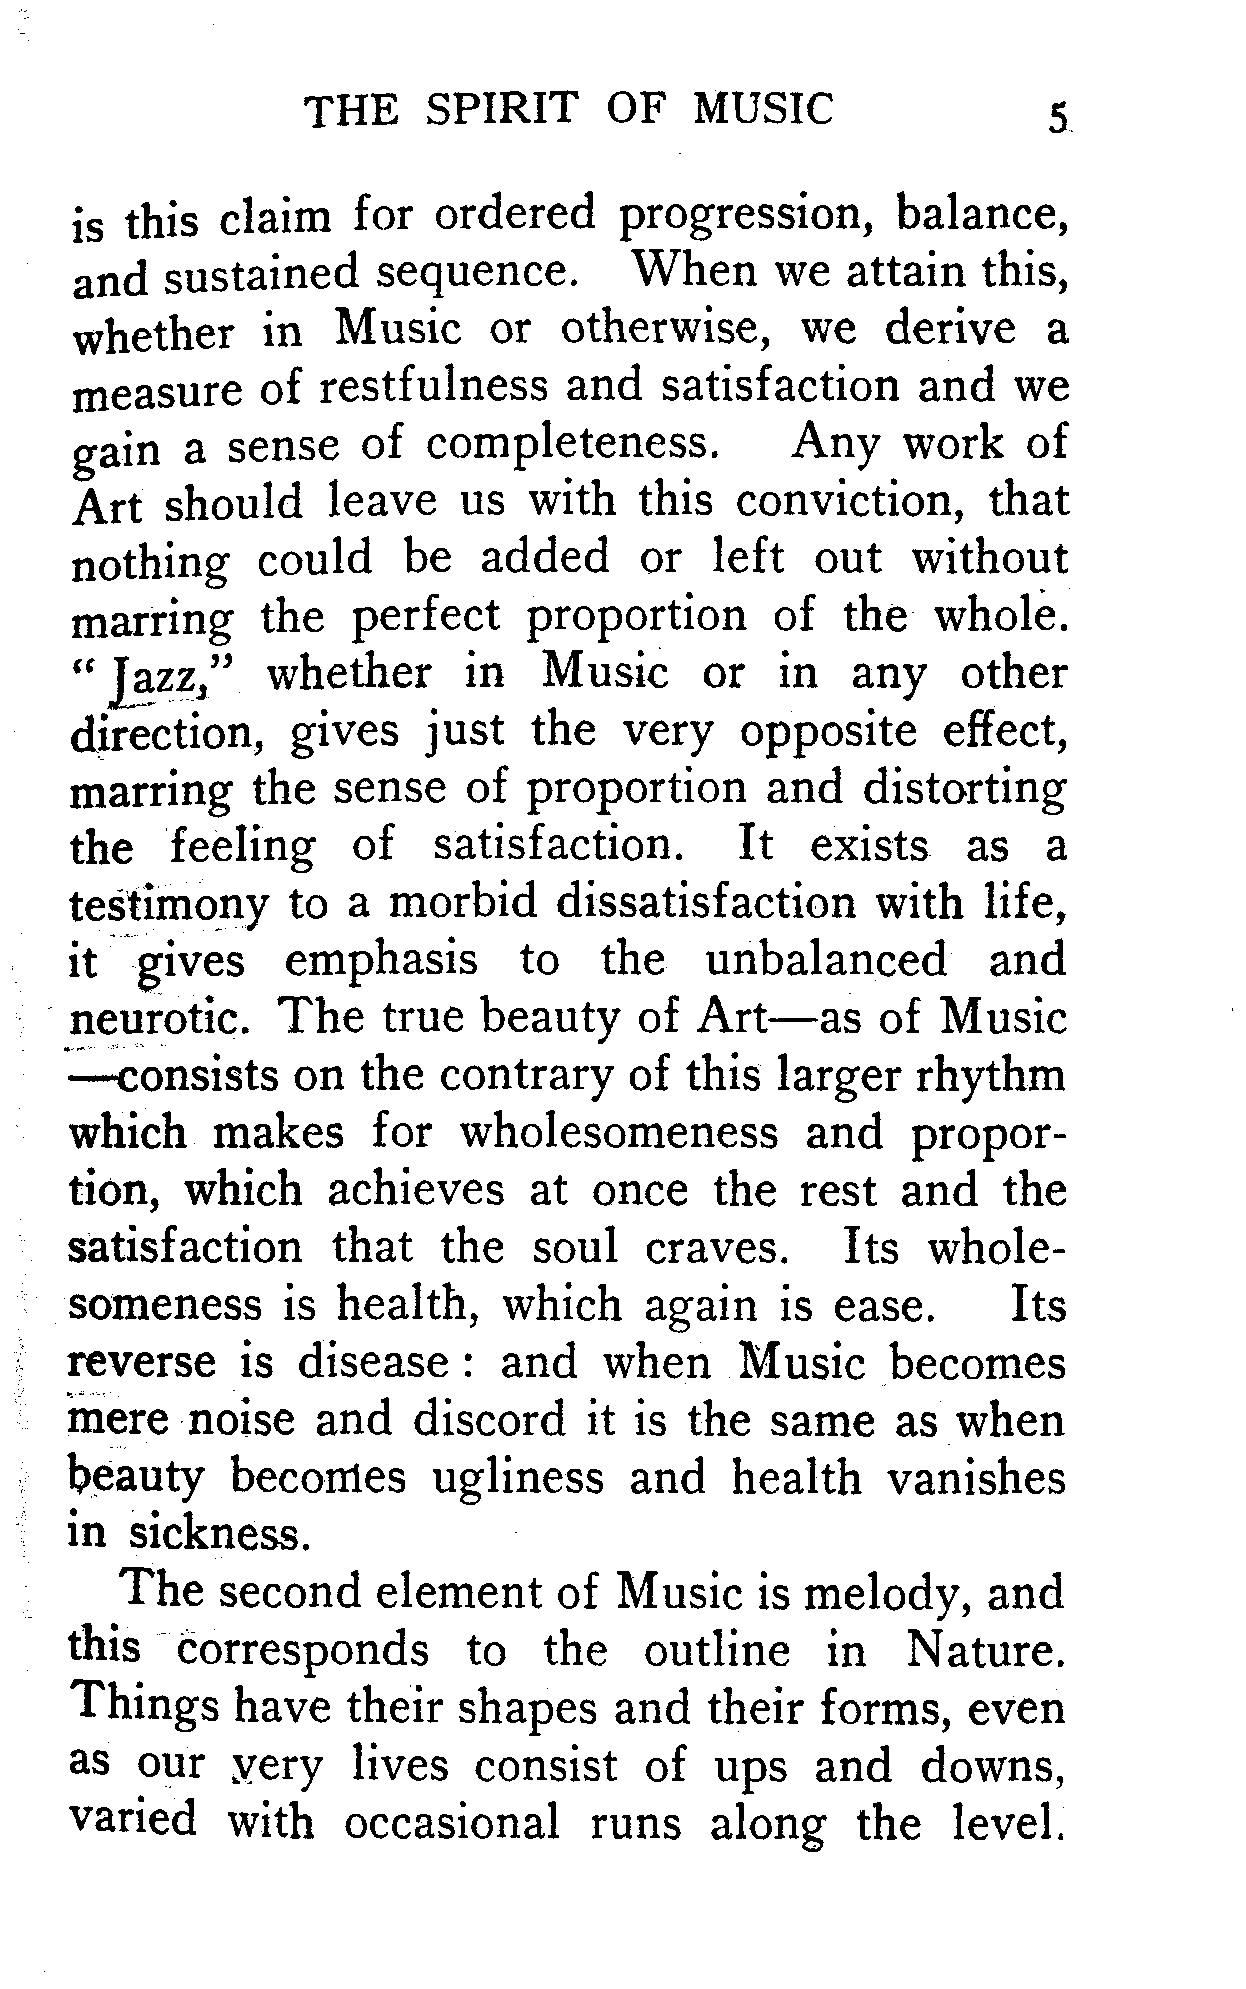 THE SPIRIT OF MUSIC 5
is this claim for ordered progression, balance,
and sustained sequence. When we attain this,
whether in Music or otherwise, we derive a
measure of restfulness and satisfaction and we
gain a sense of completeness. Any work of
Art should leave us with this conviction, that
nothing could be added or left out without
marring the perfect proportion of the whole.
“ Jazz,” whether in Music or in any other
direction, gives just the very opposite effect,
marring the sense of proportion and distorting
the feeling of satisfaction. It exists as a
testimony to a morbid dissatisfaction with life,
it gives emphasis to the unbalanced and
neurotic. The true beauty of Art—as of Music
—consists on the contrary of this larger rhythm
which makes for wholesomeness and propor-
tion, which achieves at once the rest and the
satisfaction that the soul craves. Its whole-
someness is health, which again is ease. Its
reverse is disease : and when Music becomes
mere noise and discord it is the same as when
beauty becomes ugliness and health vanishes
in sickness.
The second element of Music is melody, and
this corresponds to the outline in Nature.
Things have their shapes and their forms, even
as our very lives consist of ups and downs,
varied with occasional runs along the level.